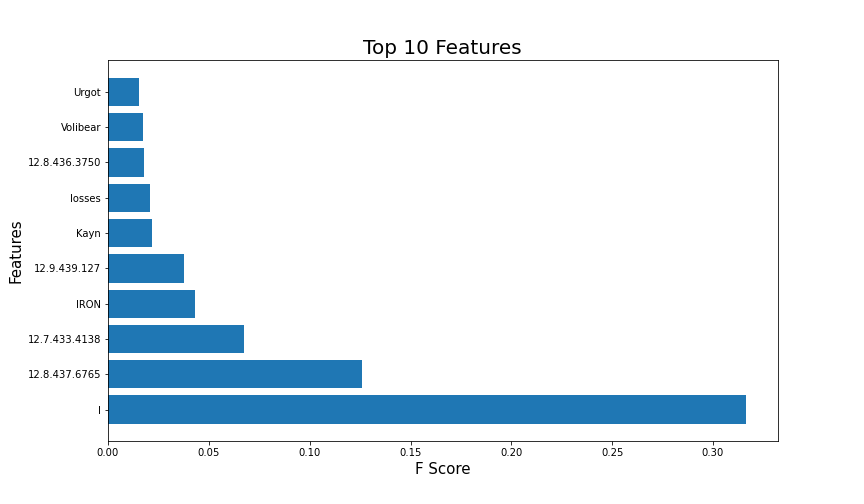 Top 10 Features
Urgot
Volibear
12.8.436.3750
losses
Kayn
12.9.439.127
IRON
12.7.433.4138
12.8.437.6765
I
0.00 0.05 0.10 0.15 0.20 0.25 0.30
F Score
Features